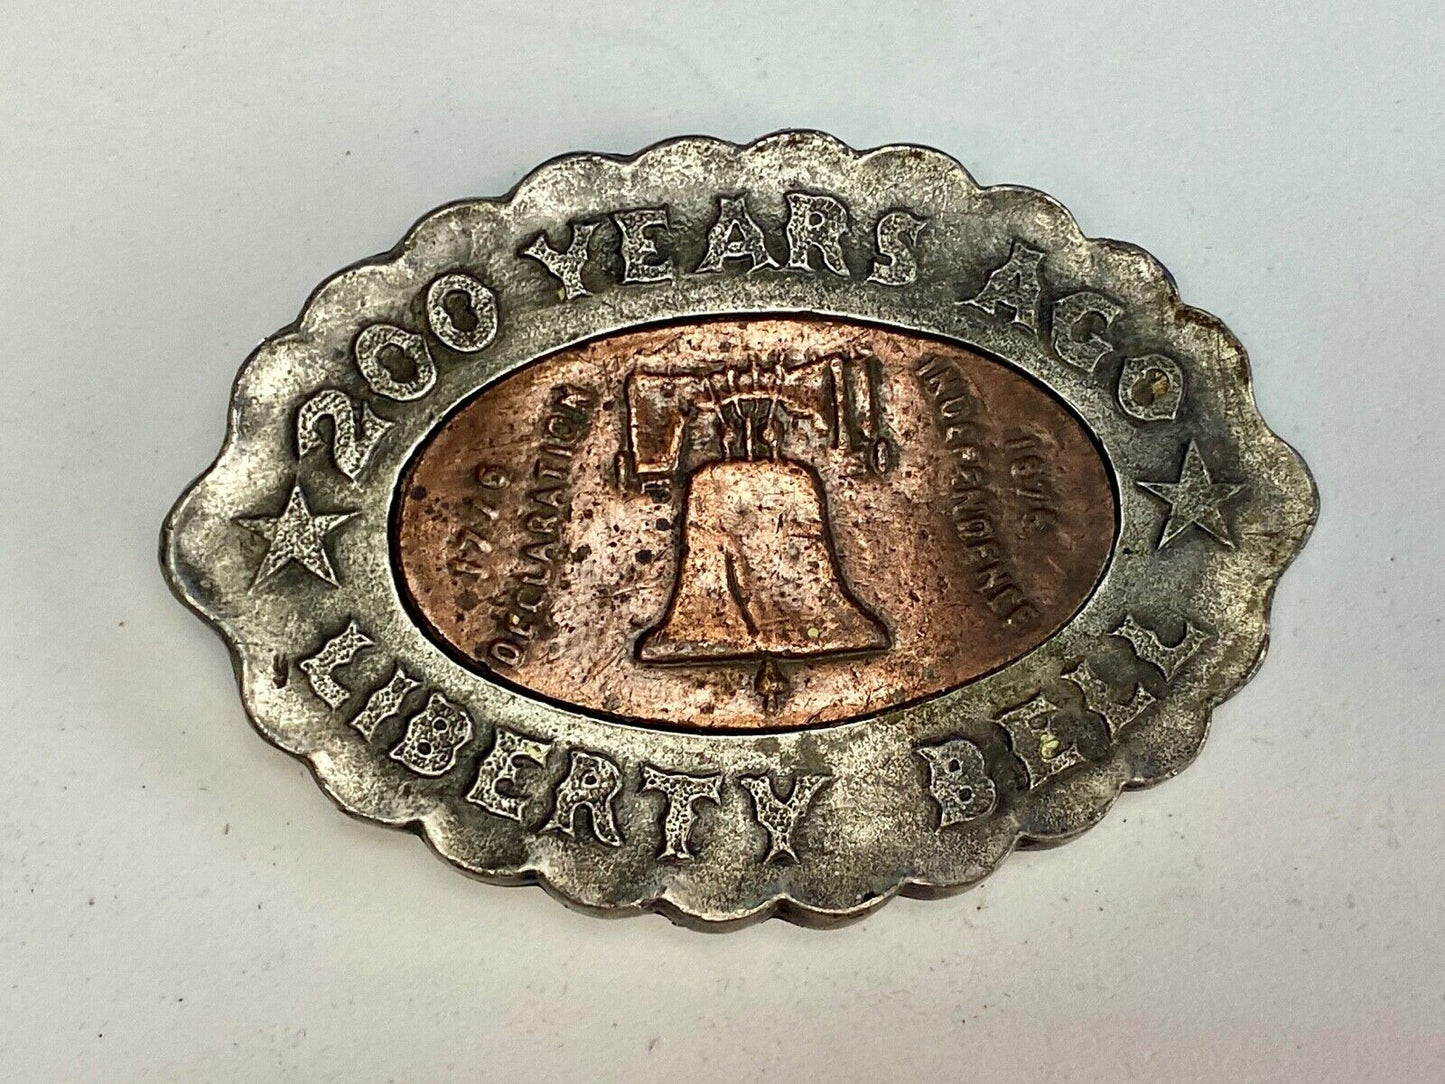 200 YEARS AGO
1776
DECLARATION
INDEPENDENCE
1976
LIBERTY BELL